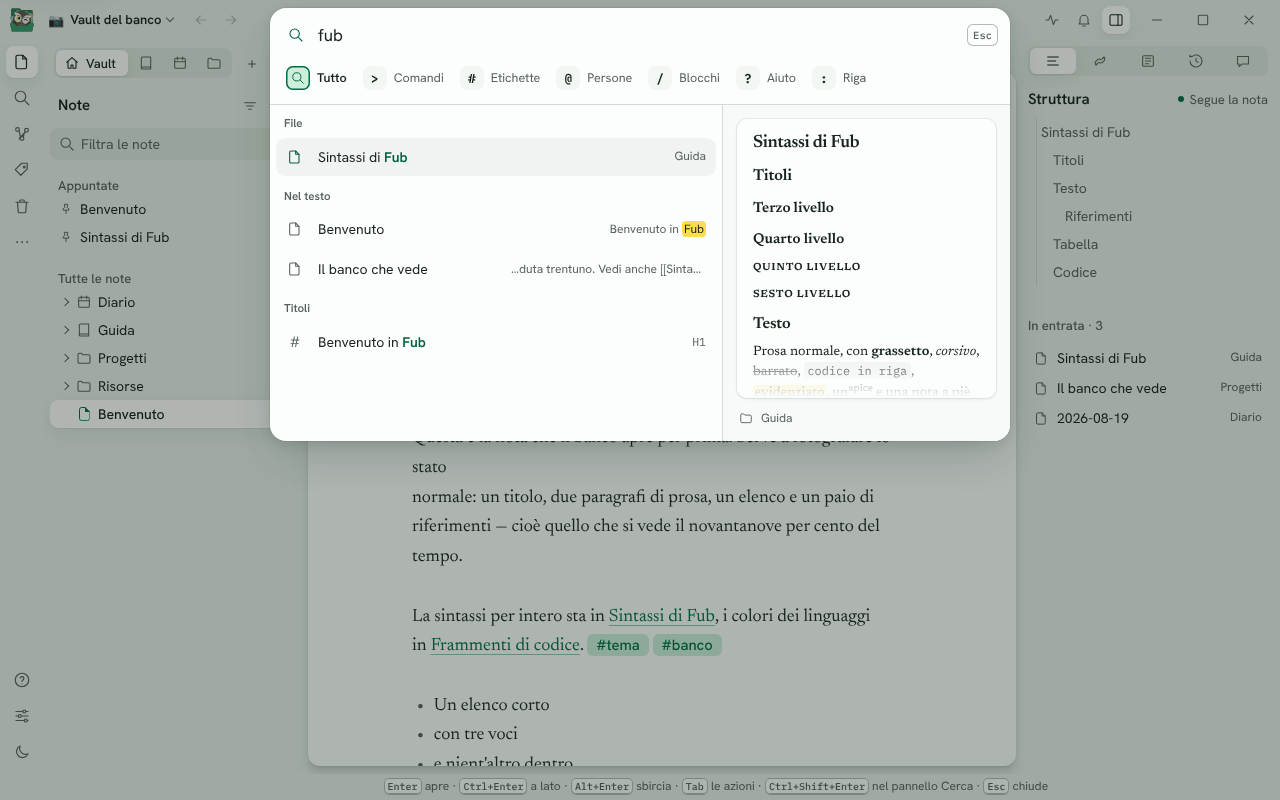 Vault del banco
fub
Esc
Tutto
> Comandi
# Etichette
@ Persone
/ Blocchi
? Aiuto
: Riga
Vault
Note
Filtra le note
Appuntate
Benvenuto
Sintassi di Fub
Tutte le note
Diario
Guida
Progetti
Risorse
Benvenuto
File
Sintassi di Fub Guida
Nel testo
Benvenuto Benvenuto in Fub
Il banco che vede …duta trentuno. Vedi anche [[Sinta…
Titoli
# Benvenuto in Fub H1
Sintassi di Fub
Titoli
Terzo livello
Quarto livello
QUINTO LIVELLO
SESTO LIVELLO
Testo
Prosa normale, con grassetto, corsivo,
barrato, codice in riga,
evidenziato, un apice e una nota a piè
Guida
Struttura
Segue la nota
Sintassi di Fub
Titoli
Testo
Riferimenti
Tabella
Codice
In entrata · 3
Sintassi di Fub Guida
Il banco che vede Progetti
2026-08-19 Diario
stato
normale: un titolo, due paragrafi di prosa, un elenco e un paio di
riferimenti — cioè quello che si vede il novantanove per cento del
tempo.
La sintassi per intero sta in Sintassi di Fub, i colori dei linguaggi
in Frammenti di codice. #tema #banco
• Un elenco corto
• con tre voci
• e nient'altro dentro
Enter apre · Ctrl+Enter a lato · Alt+Enter sbircia · Tab le azioni · Ctrl+Shift+Enter nel pannello Cerca · Esc chiude